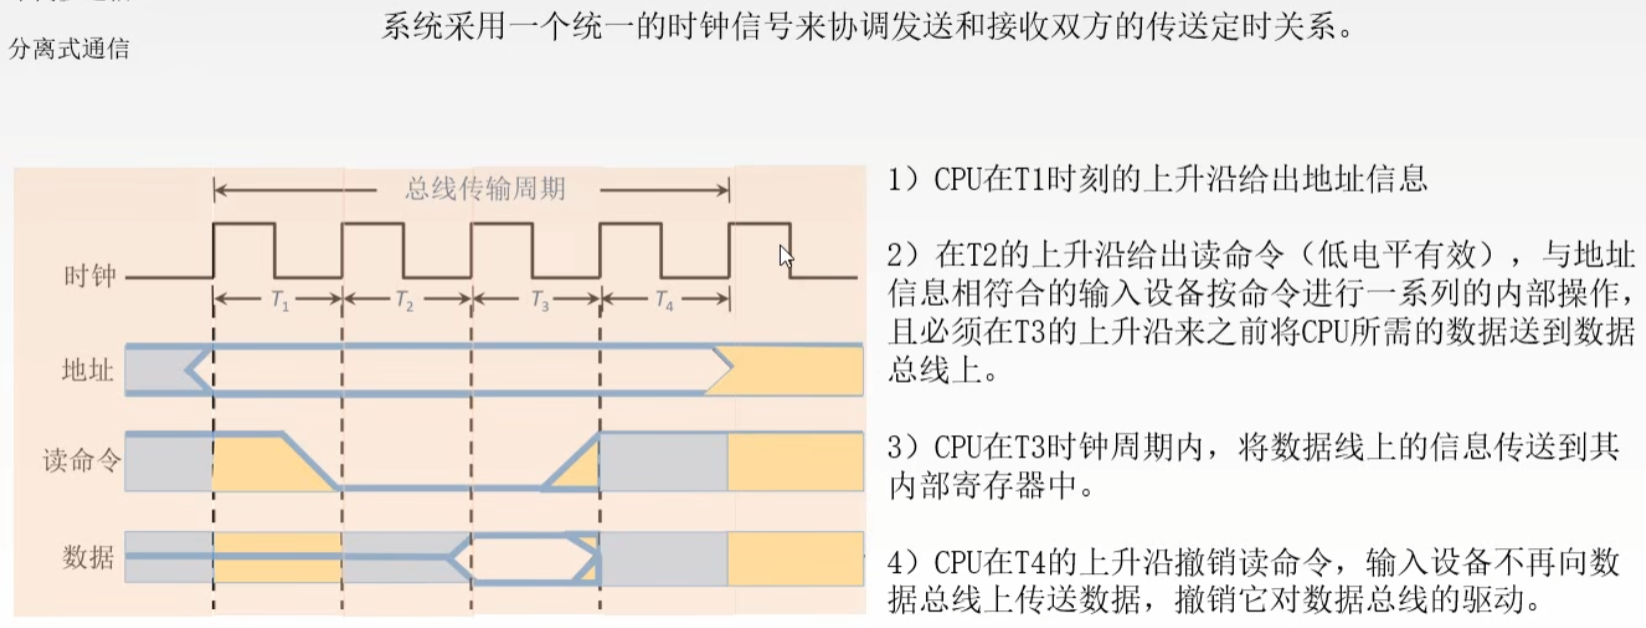 分离式通信
系统采用一个统一的时钟信号来协调发送和接收双方的传送定时关系。
总线传输周期
时钟
T1
T2
T3
T4
地址
读命令
数据
1）CPU在T1时刻的上升沿给出地址信息
2）在T2的上升沿给出读命令（低电平有效），与地址
信息相符合的输入设备按命令进行一系列的内部操作，
且必须在T3的上升沿来之前将CPU所需的数据送到数据
总线上。
3）CPU在T3时钟周期内，将数据线上的信息传送到其
内部寄存器中。
4）CPU在T4的上升沿撤销读命令，输入设备不再向数
据总线上传送数据，撤销它对数据总线的驱动。